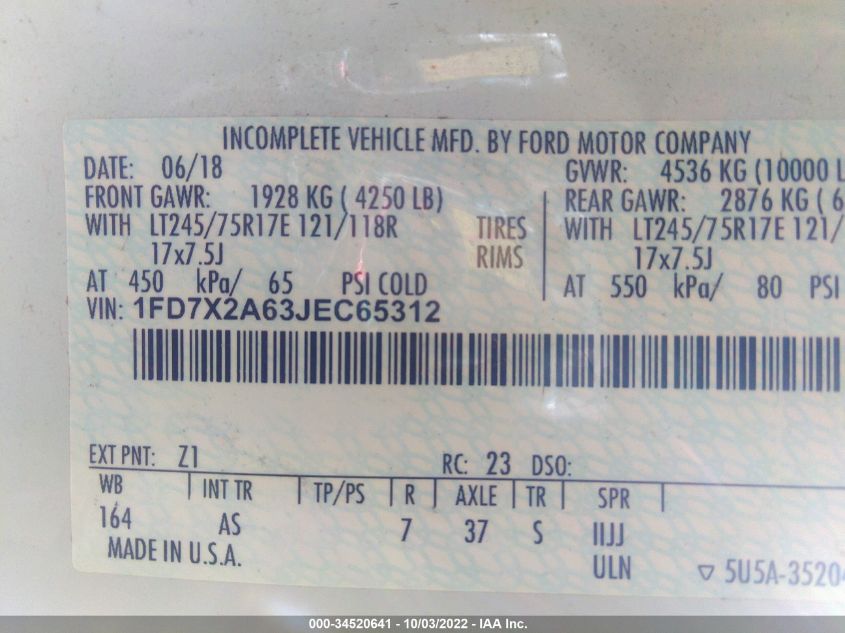 INCOMPLETE VEHICLE MFD. BY FORD MOTOR COMPANY
DATE: 06/18 GVWR: 4536 KG (10000 L
FRONT GAWR: 1928 KG ( 4250 LB) REAR GAWR: 2876 KG ( 6
WITH LT245/75R17E 121/118R TIRES WITH LT245/75R17E 121/
17x7.5J RIMS 17x7.5J
AT 450 kPa/ 65 PSI COLD AT 550 kPa/ 80 PSI
VIN: 1FD7X2A63JEC65312
EXT PNT: Z1 RC: 23 DSO:
WB INT TR TP/PS R AXLE TR SPR
164 AS 7 37 S IIJJ
MADE IN U.S.A. ULN ▽ 5U5A-35204
000-34520641 - 10/03/2022 - IAA Inc.